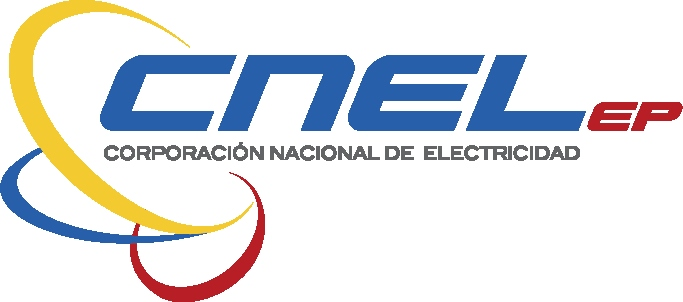 CNEL EP
CORPORACIÓN NACIONAL DE ELECTRICIDAD